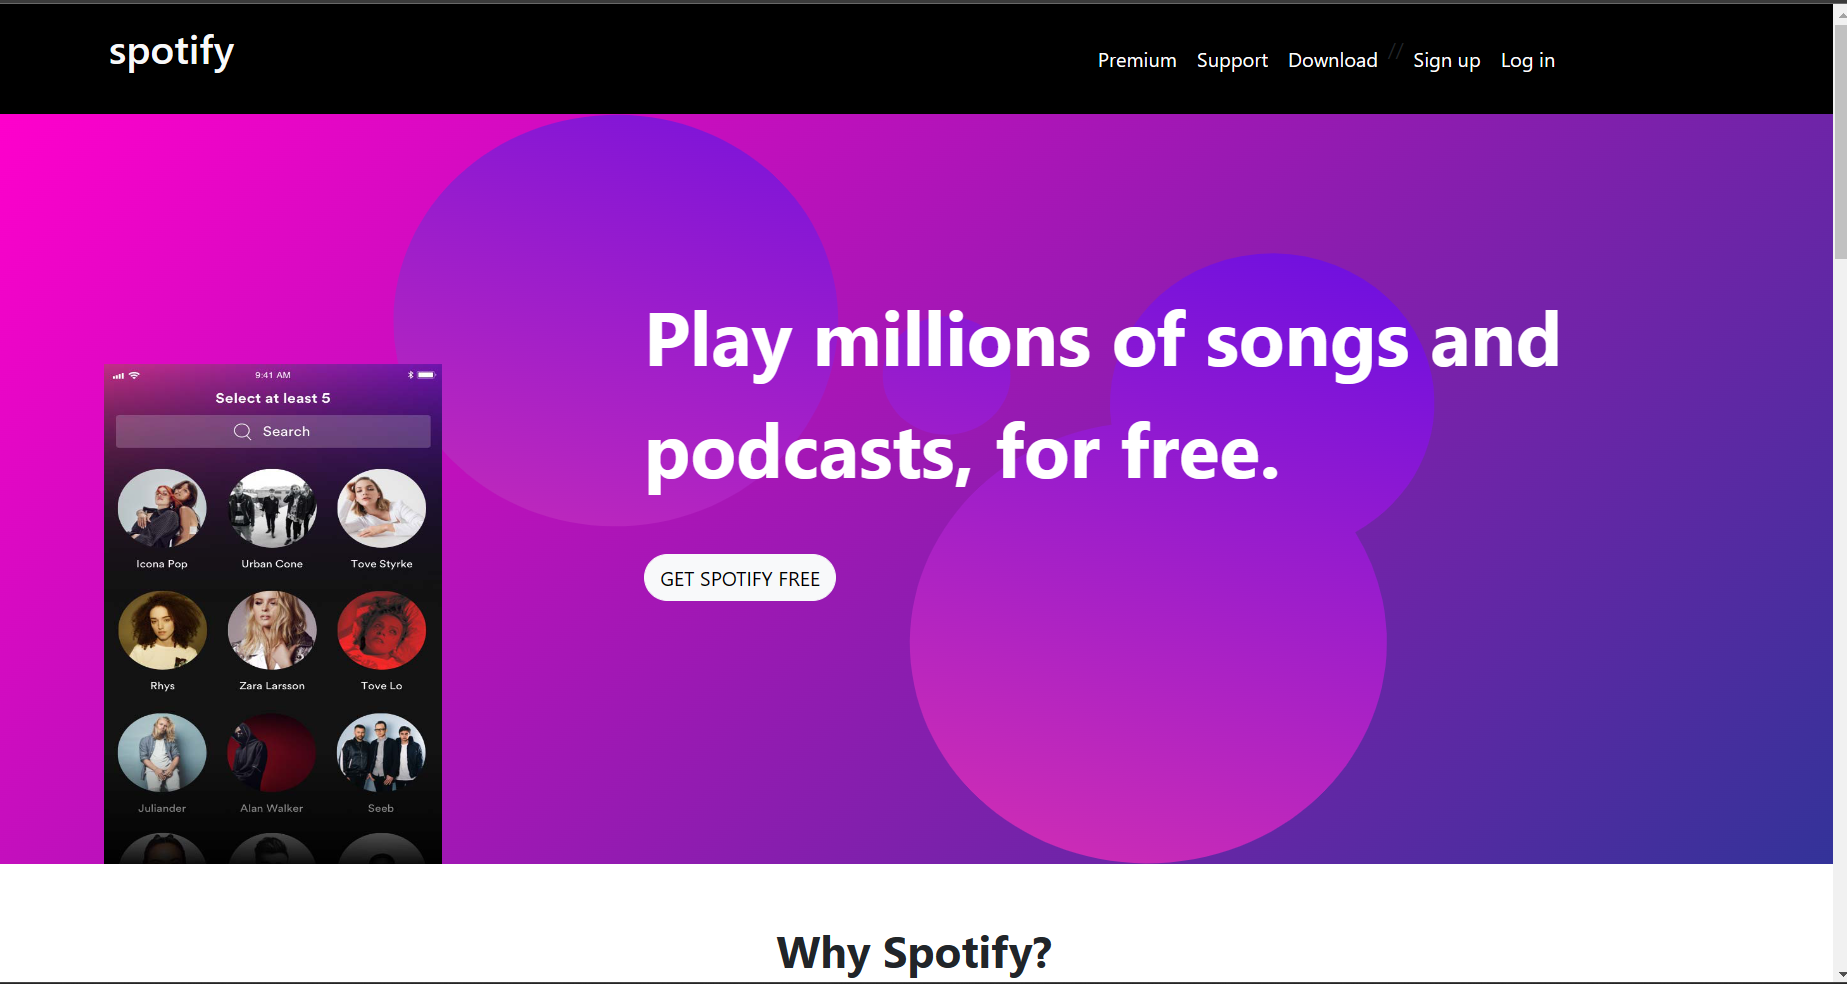 spotify
Premium Support Download // Sign up Log in
Play millions of songs and
podcasts, for free.
GET SPOTIFY FREE
9:41 AM
Select at least 5
Search
Icona Pop Urban Cone Tove Styrke
Rhys Zara Larsson Tove Lo
Juliander Alan Walker Seeb
Why Spotify?